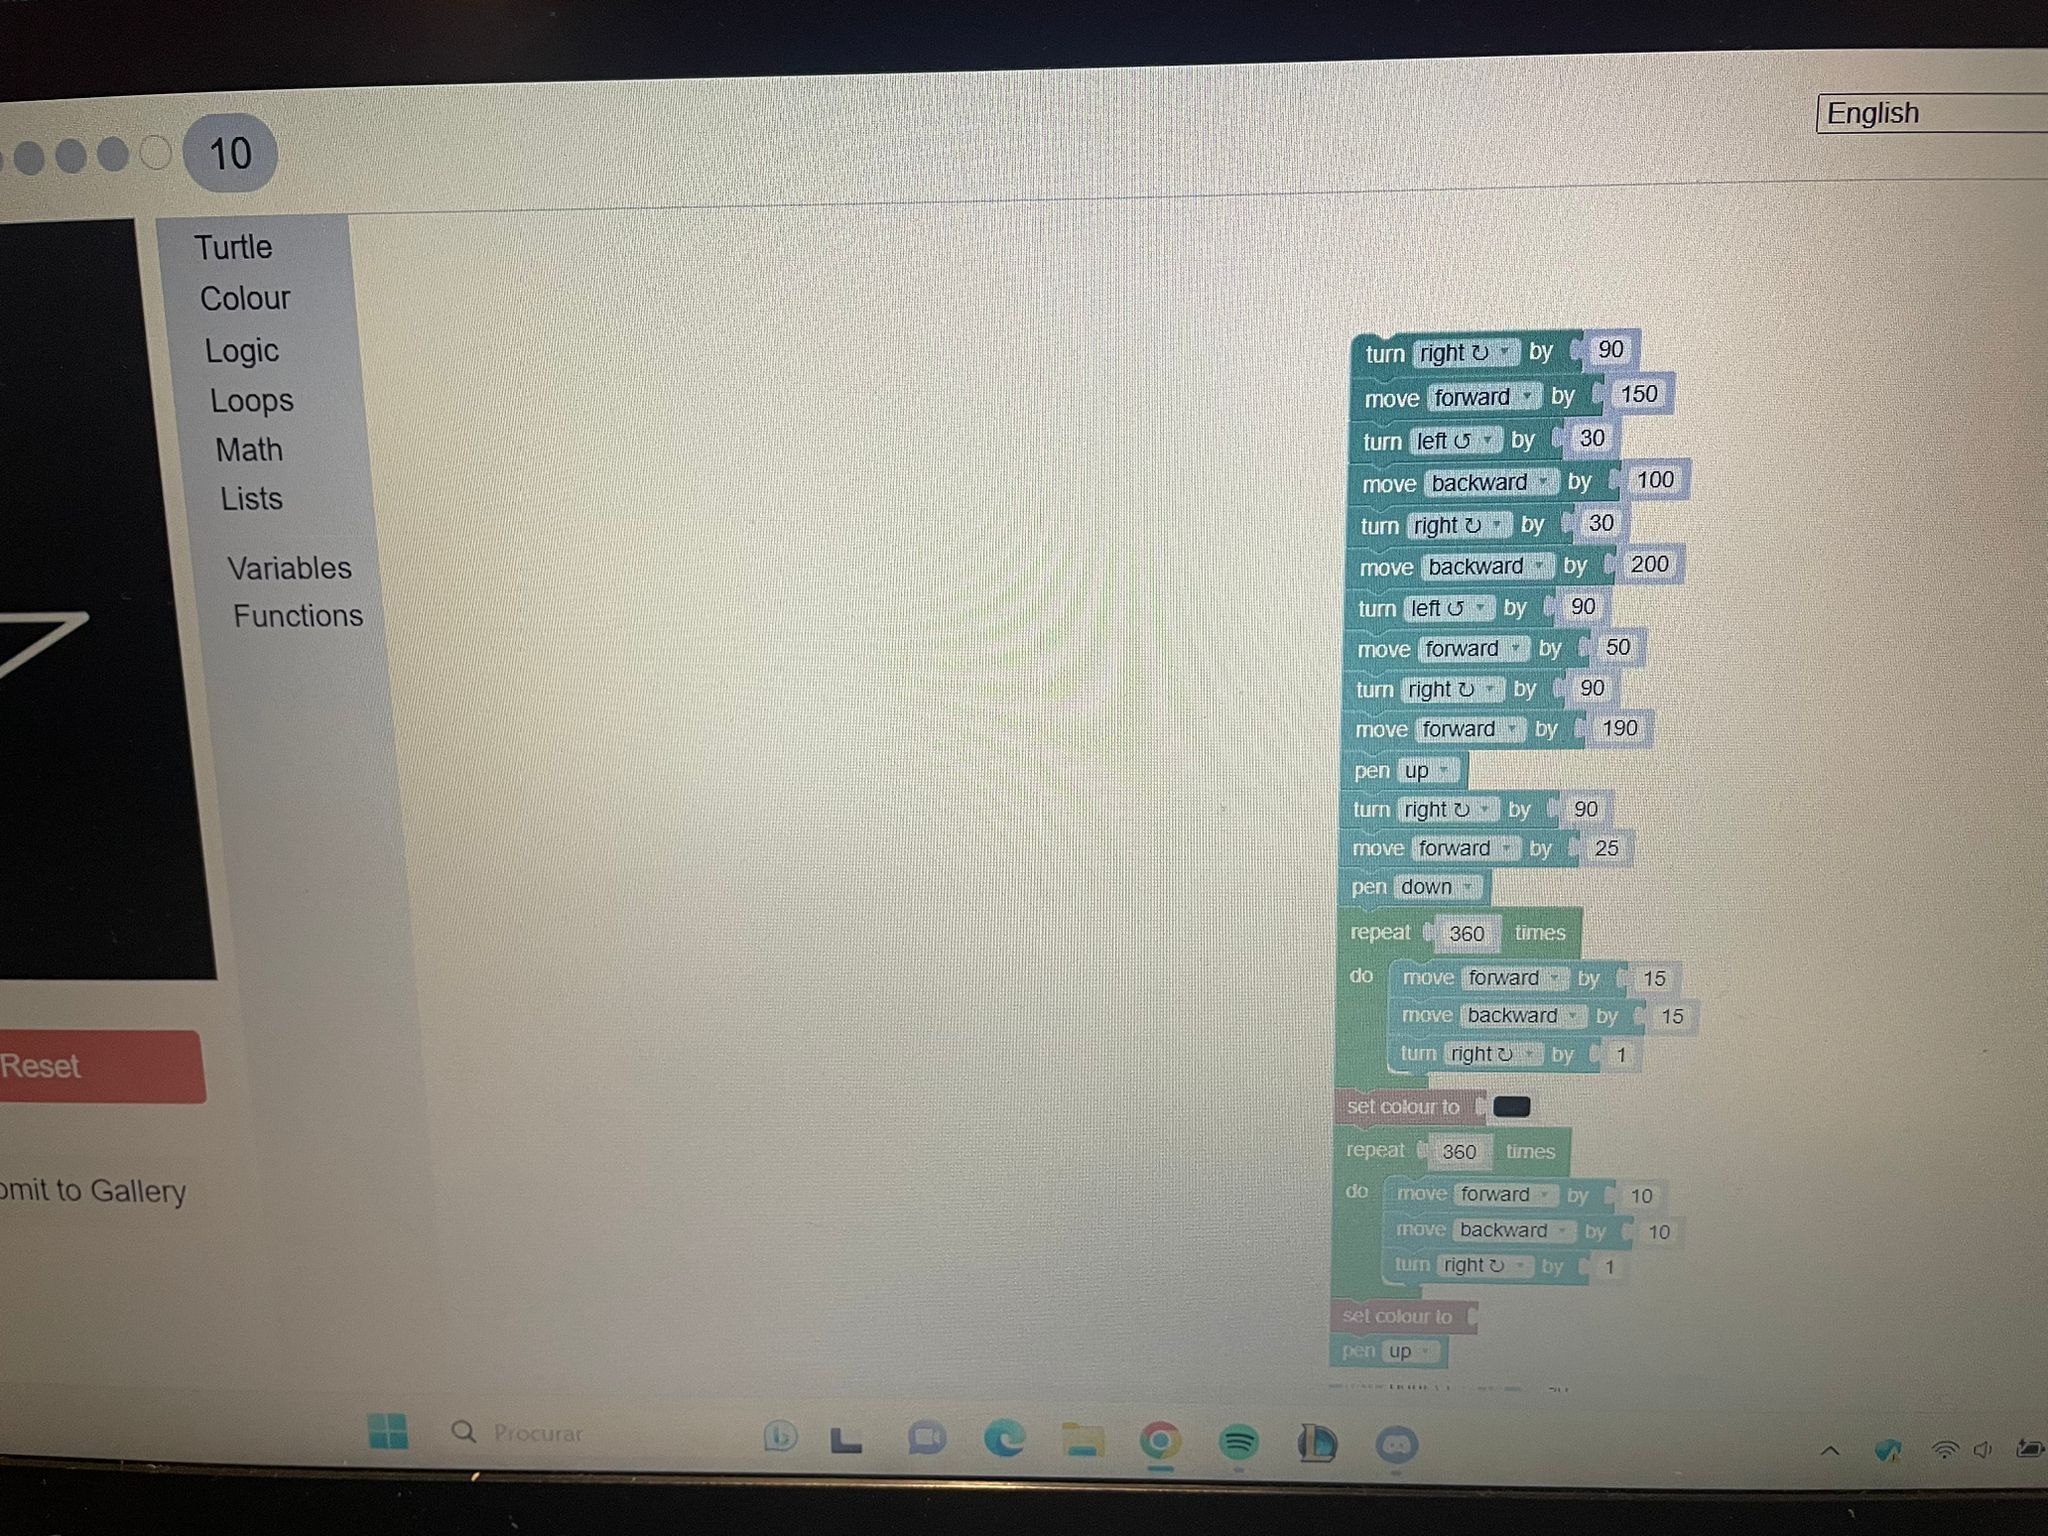 10
English
Turtle
Colour
Logic
Loops
Math
Lists
Variables
Functions
Reset
omit to Gallery
turn right ↻ by 90
move forward by 150
turn left ↺ by 30
move backward by 100
turn right ↻ by 30
move backward by 200
turn left ↺ by 90
move forward by 50
turn right ↻ by 90
move forward by 190
pen up
turn right ↻ by 90
move forward by 25
pen down
repeat 360 times
do move forward by 15
move backward by 15
turn right ↻ by 1
set colour to
repeat 360 times
do move forward by 10
move backward by 10
turn right ↻ by 1
set colour to
pen up
Procurar